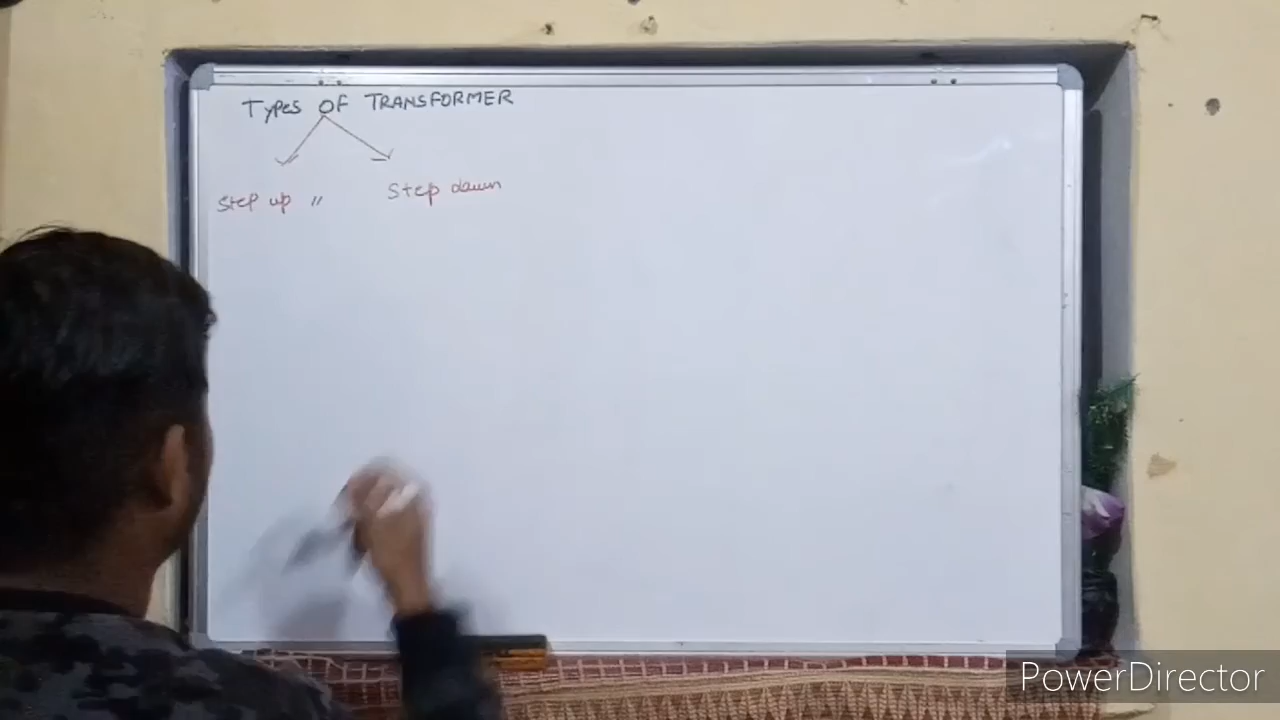 Types OF TRANSFORMER
Step up "
Step down
PowerDirector